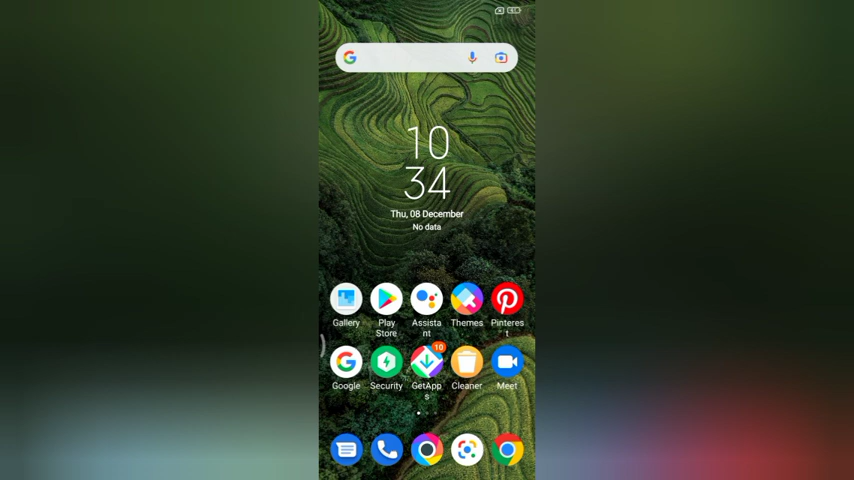 10
34
Thu, 08 December
No data
Gallery
Play
Store
Assista
nt
Themes
Pinteres
t
Google
Security
10
GetApp
s
Cleaner
Meet